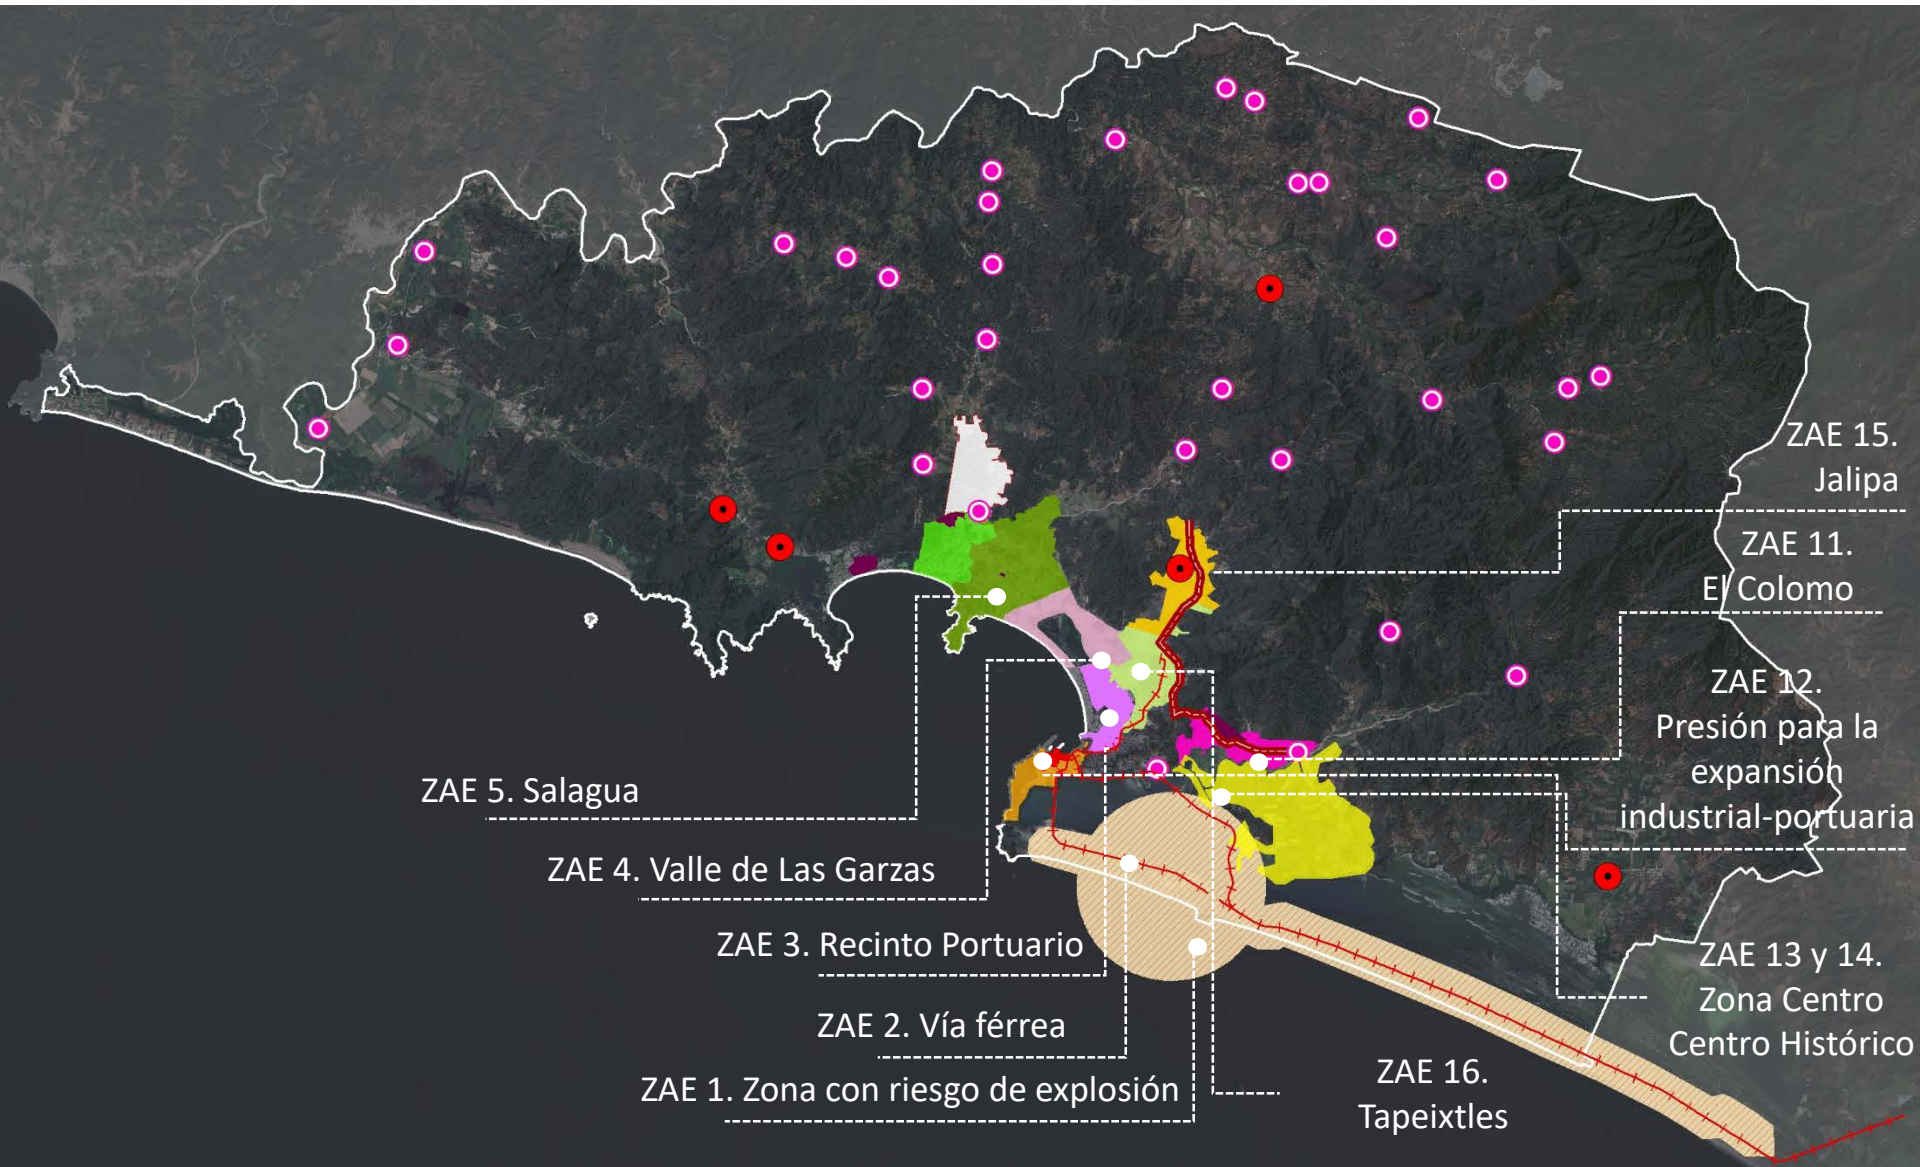 ZAE 15.
Jalipa
ZAE 11.
El Colomo
ZAE 12.
Presión para la
expansión
industrial-portuaria
ZAE 5. Salagua
ZAE 4. Valle de Las Garzas
ZAE 3. Recinto Portuario
ZAE 2. Vía férrea
ZAE 1. Zona con riesgo de explosión
ZAE 13 y 14.
Zona Centro
Centro Histórico
ZAE 16.
Tapeixtles